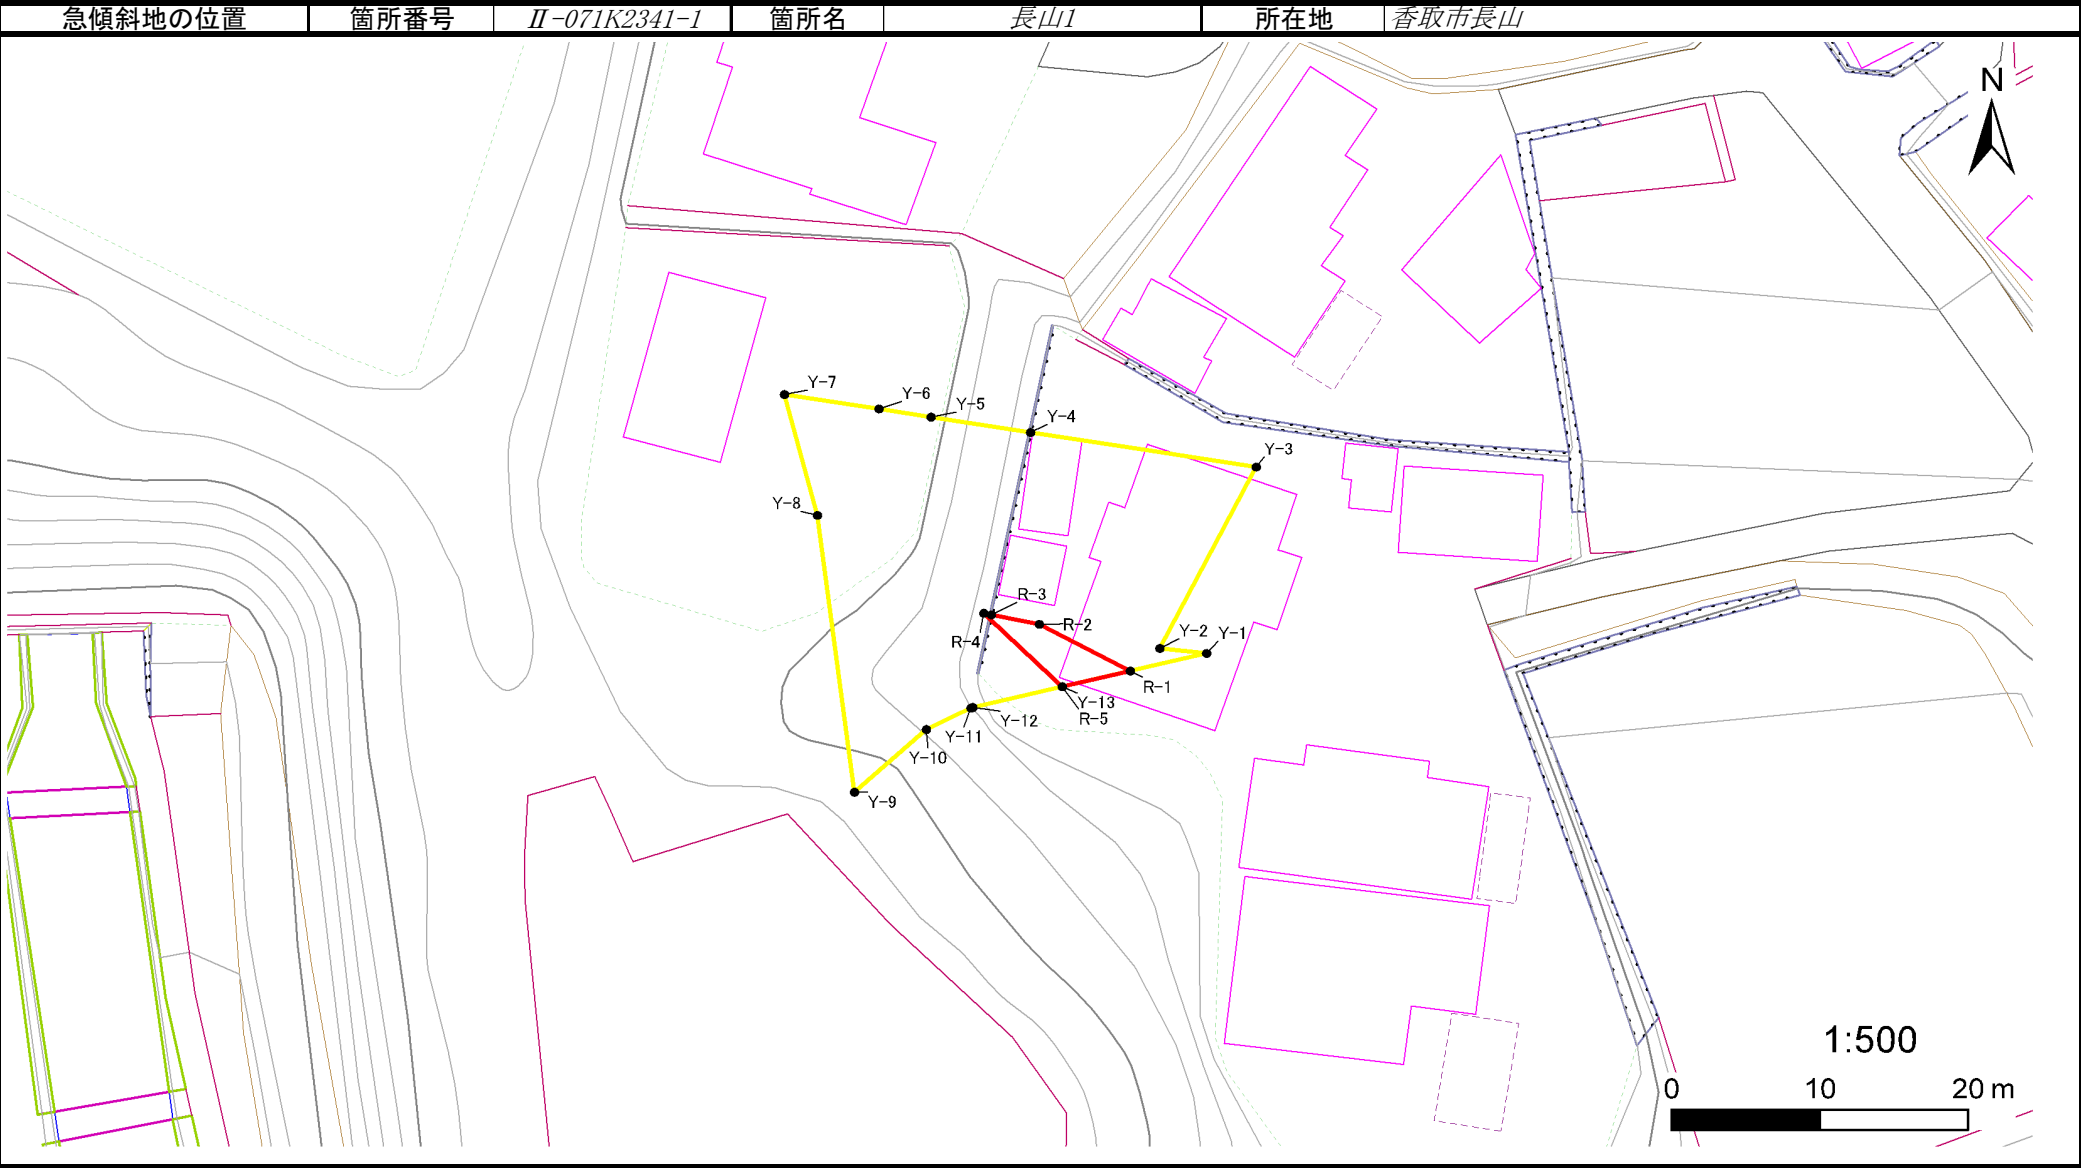 急傾斜地の位置 箇所番号 Ⅱ-071K2341-1 箇所名 長山1 所在地 香取市長山
N
Y-7
Y-6
Y-5
Y-4
Y-3
Y-8
R-3
R-2
R-4
Y-2
Y-1
R-1
Y-13
R-5
Y-12
Y-11
Y-10
Y-9
1:500
0 10 20 m